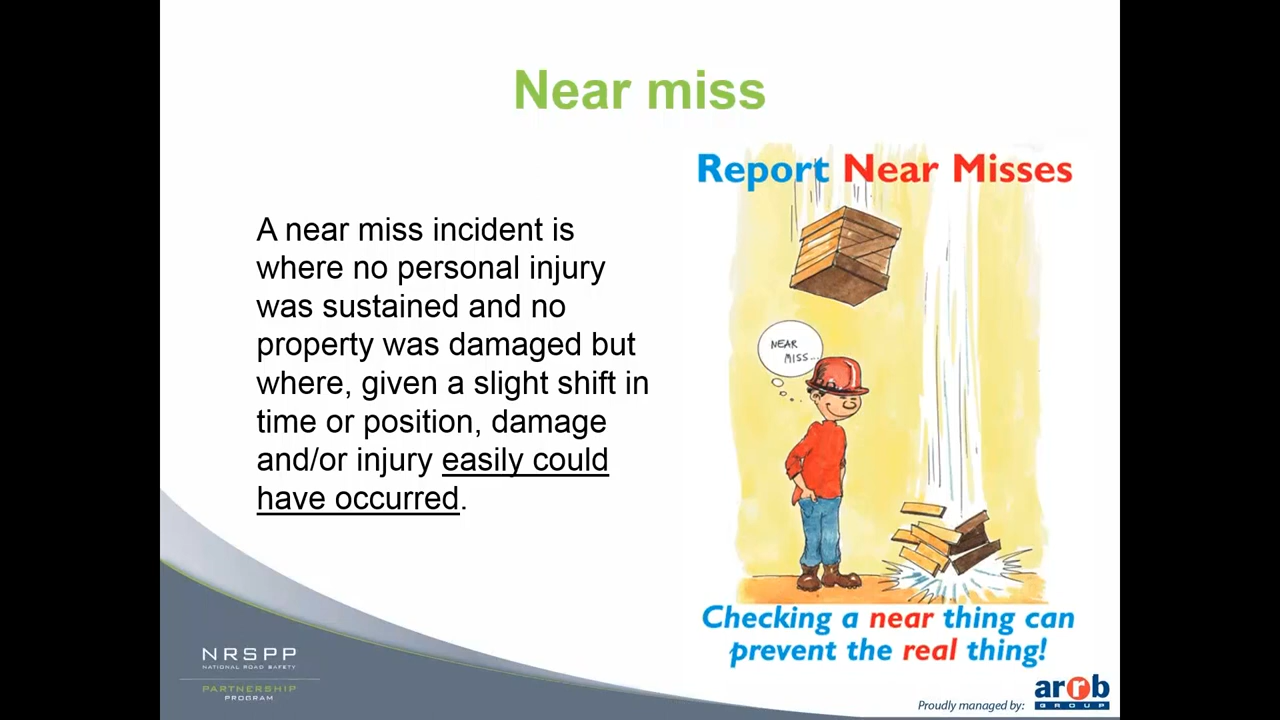 Near miss
Report Near Misses
A near miss incident is
where no personal injury
was sustained and no
property was damaged but
where, given a slight shift in
time or position, damage
and/or injury easily could
have occurred.
NEAR
MISS...
Checking a near thing can
prevent the real thing!
NRSPP
NATIONAL ROAD SAFETY
PARTNERSHIP
PROGRAM
Proudly managed by:
arrb
GROUP